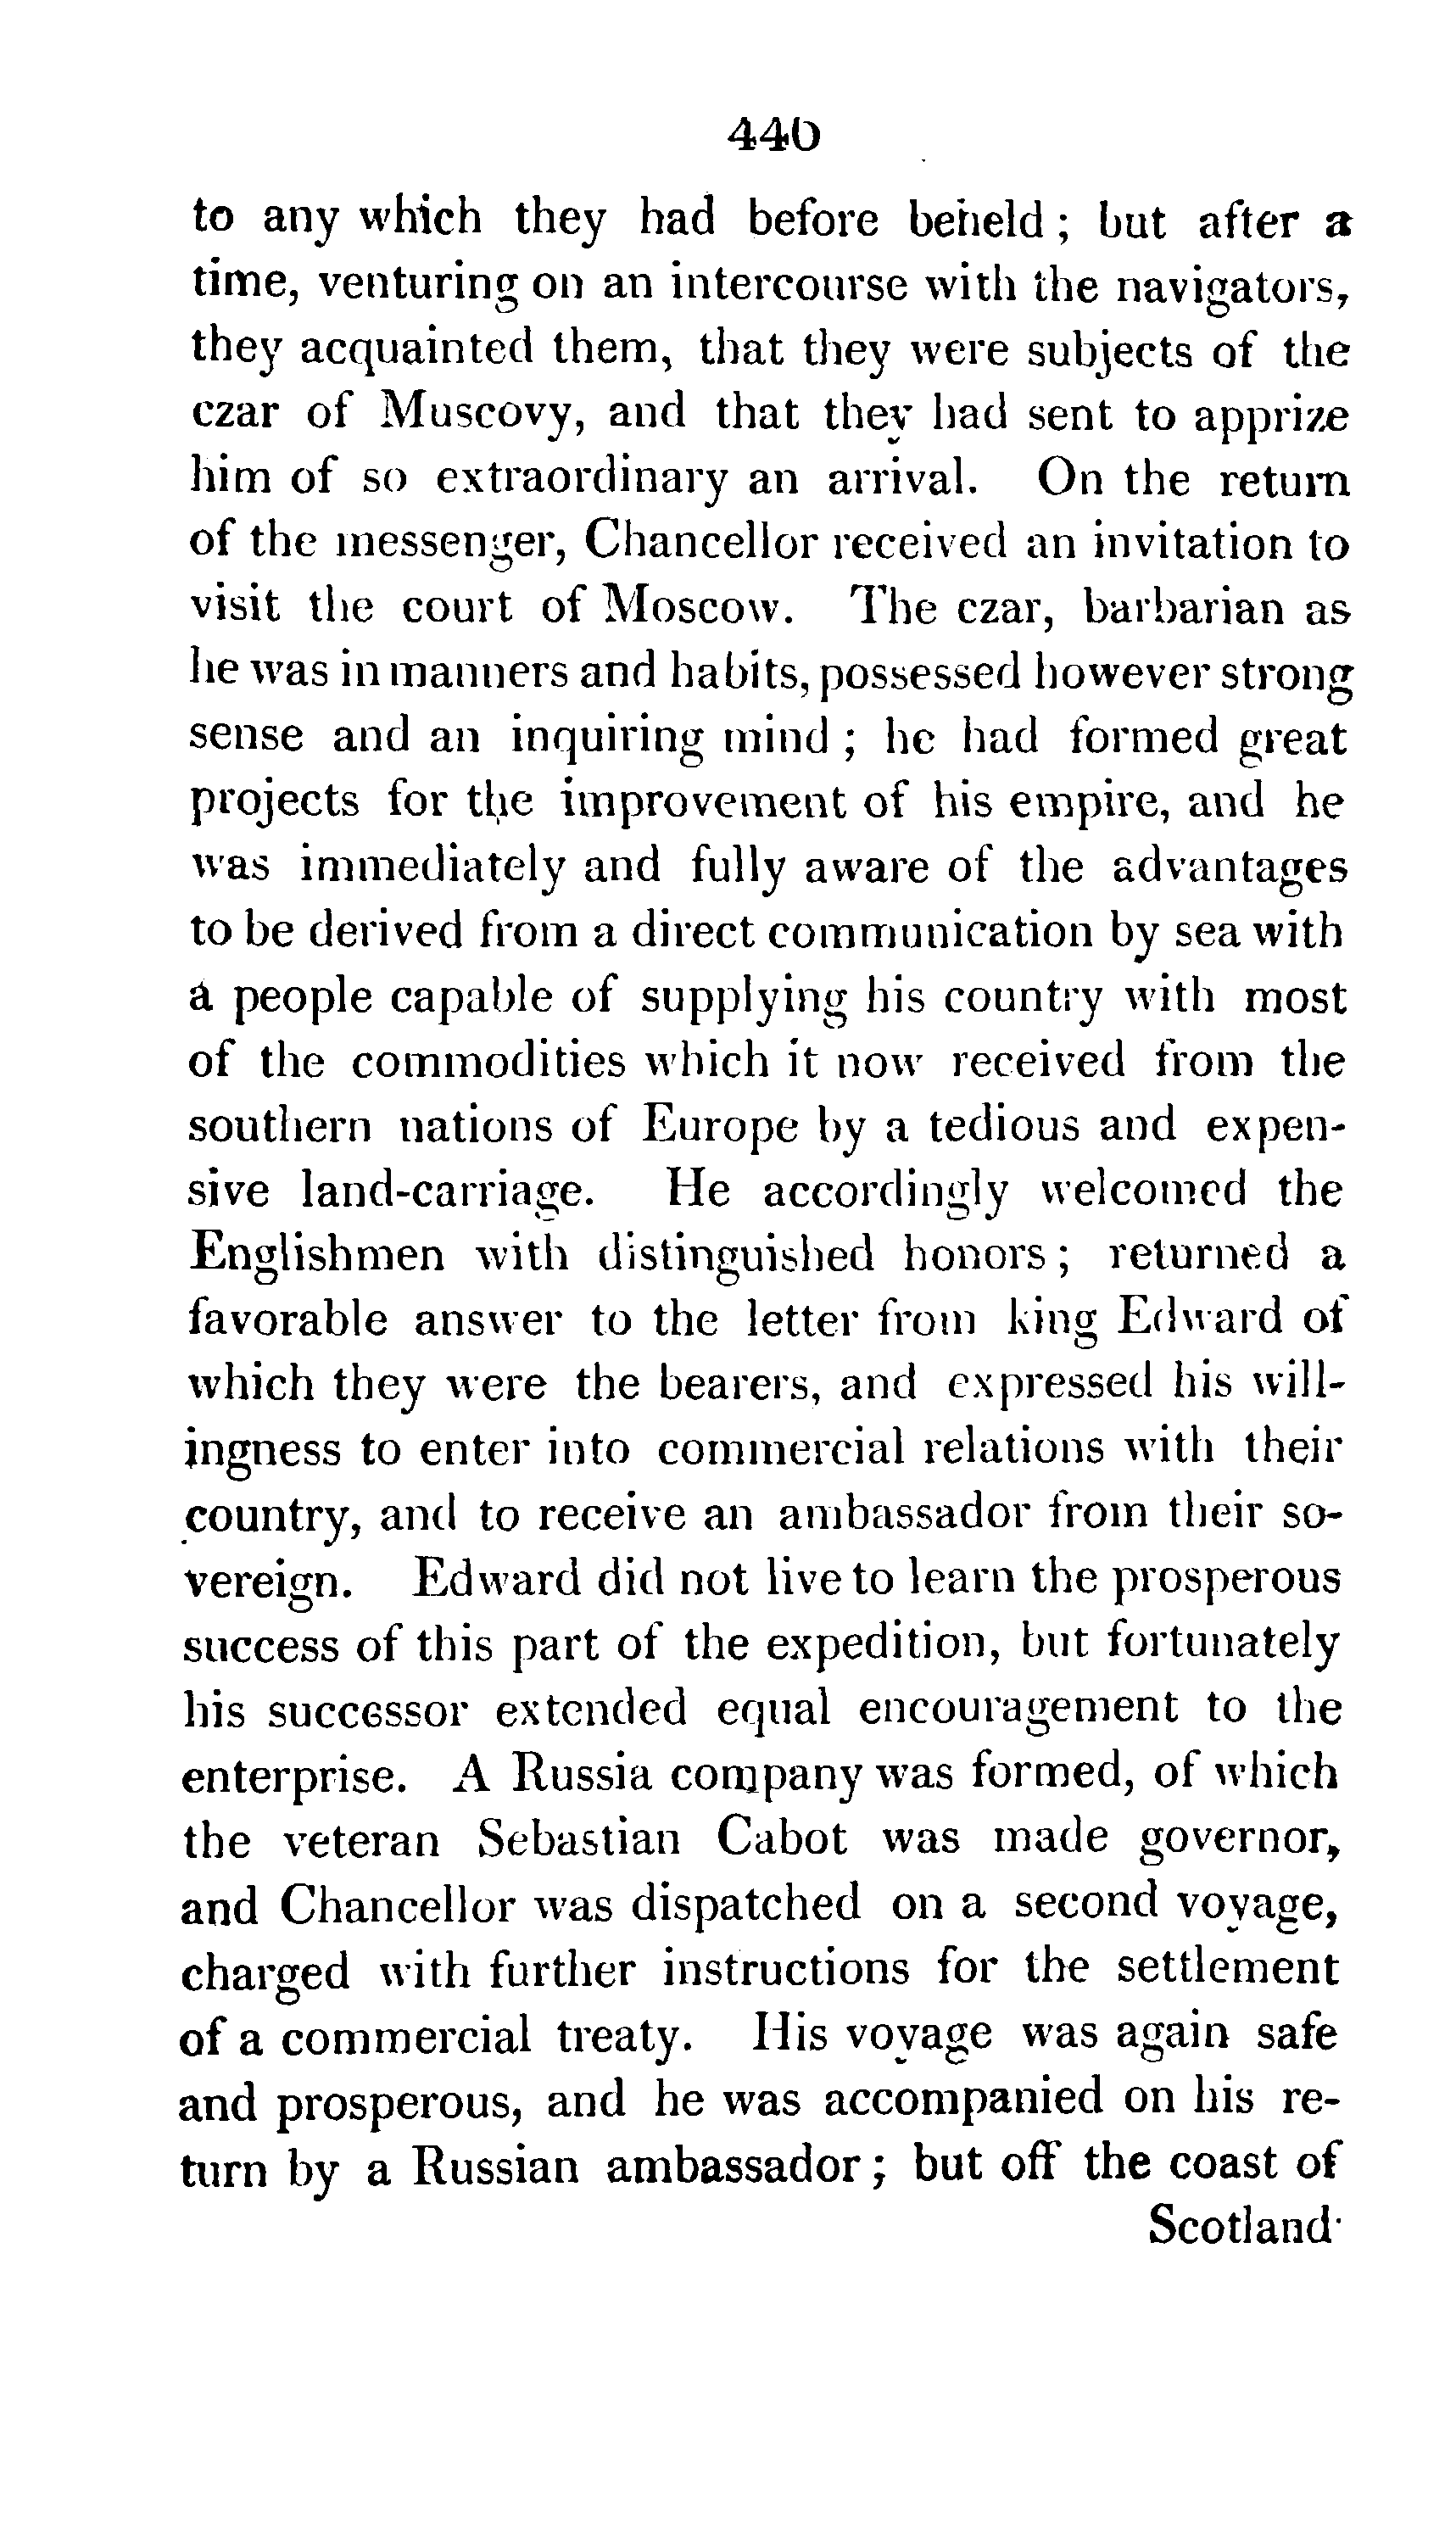 440
to any which they had before beheld ; but after a
time, venturing on an intercourse with the navigators,
they acquainted them, that they were subjects of the
czar of Muscovy, and that they had sent to apprize
him of so extraordinary an arrival. On the return
of the messenger, Chancellor received an invitation to
visit the court of Moscow. The czar, barbarian as
he was in manners and habits, possessed however strong
sense and an inquiring mind ; he had formed great
projects for the improvement of his empire, and he
was immediately and fully aware of the advantages
to be derived from a direct communication by sea with
a people capable of supplying his country with most
of the commodities which it now received from the
southern nations of Europe by a tedious and expen-
sive land-carriage. He accordingly welcomed the
Englishmen with distinguished honors ; returned a
favorable answer to the letter from king Edward of
which they were the bearers, and expressed his will-
ingness to enter into commercial relations with their
country, and to receive an ambassador from their so-
vereign. Edward did not live to learn the prosperous
success of this part of the expedition, but fortunately
his successor extended equal encouragement to the
enterprise. A Russia company was formed, of which
the veteran Sebastian Cabot was made governor,
and Chancellor was dispatched on a second voyage,
charged with further instructions for the settlement
of a commercial treaty. His voyage was again safe
and prosperous, and he was accompanied on his re-
turn by a Russian ambassador ; but off the coast of
Scotland